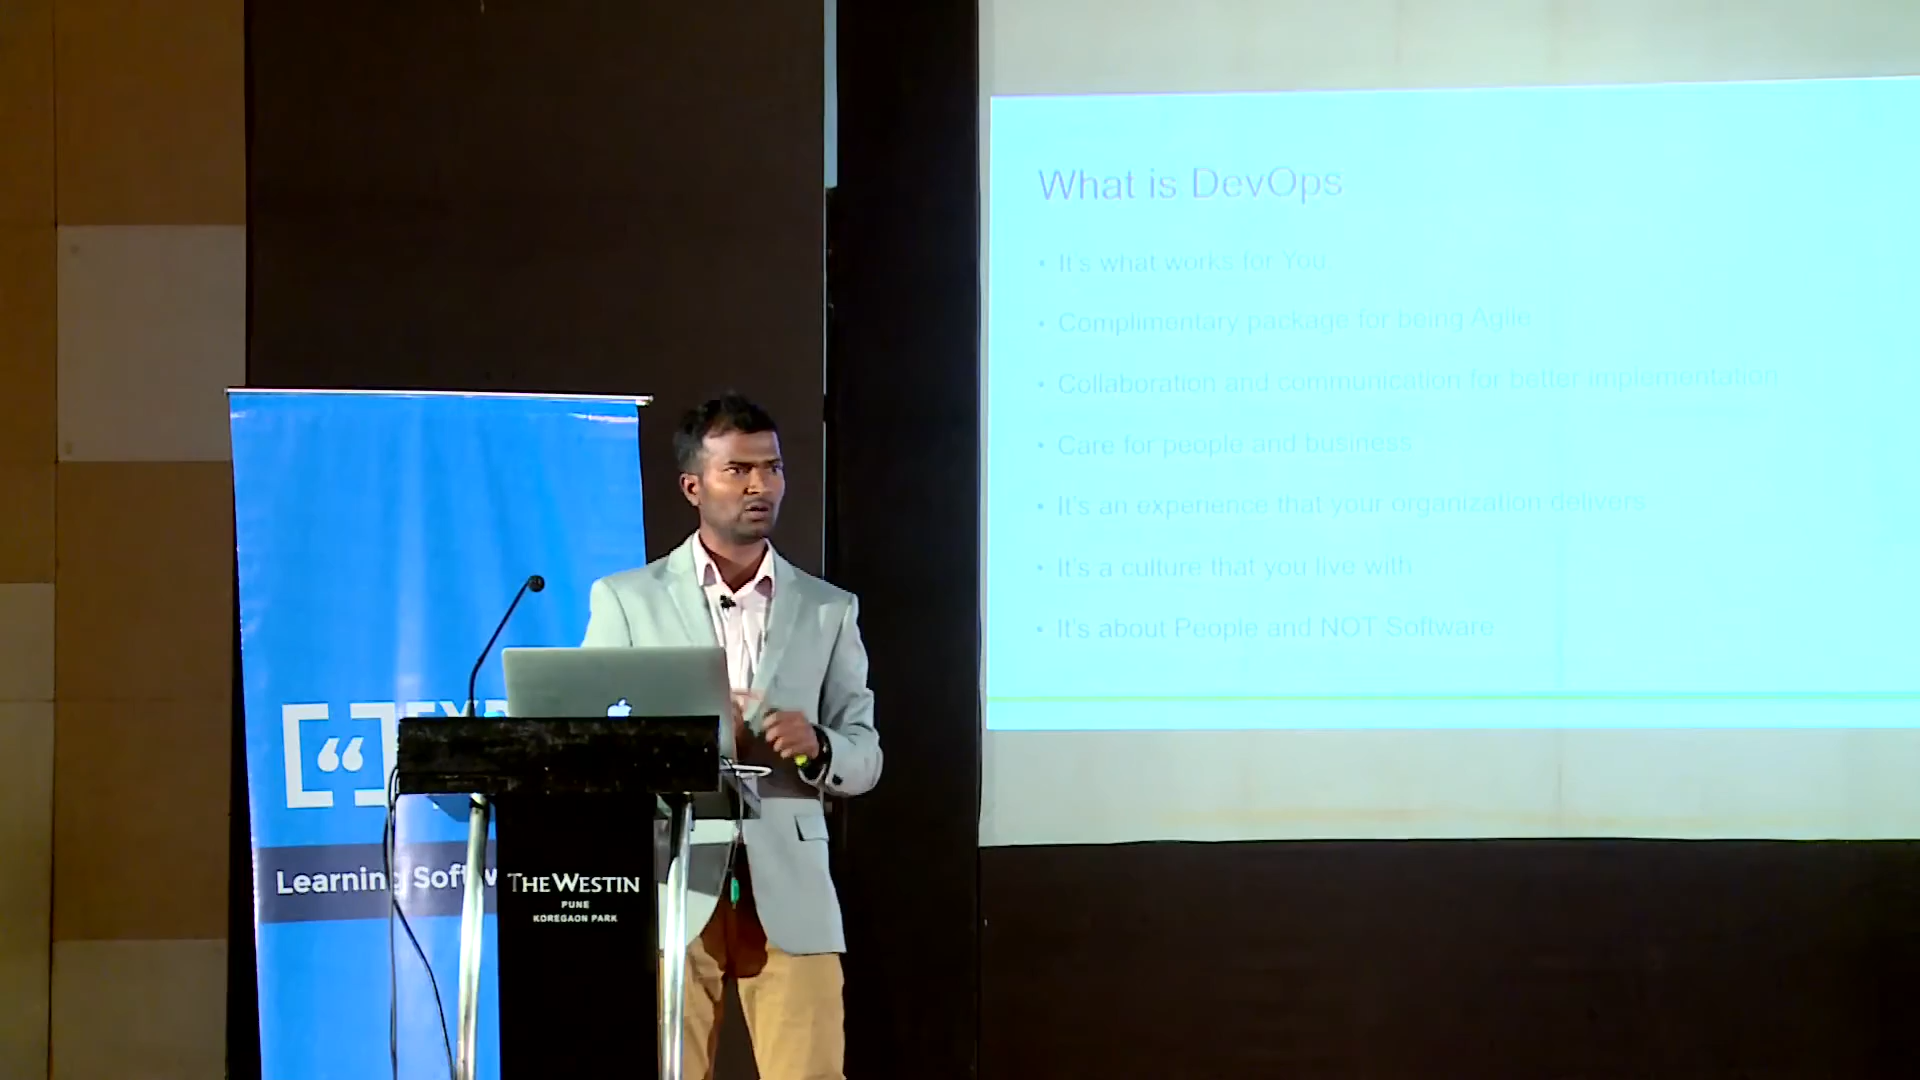 What is DevOps
• It's what works for You
• Complimentary package for being Agile
• Collaboration and communication for better implementation
• Care for people and business
• It's an experience that your organization delivers
• It's a culture that you live with
• It's about People and NOT Software
“
Learning Softw
THE WESTIN
PUNE
KOREGAON PARK